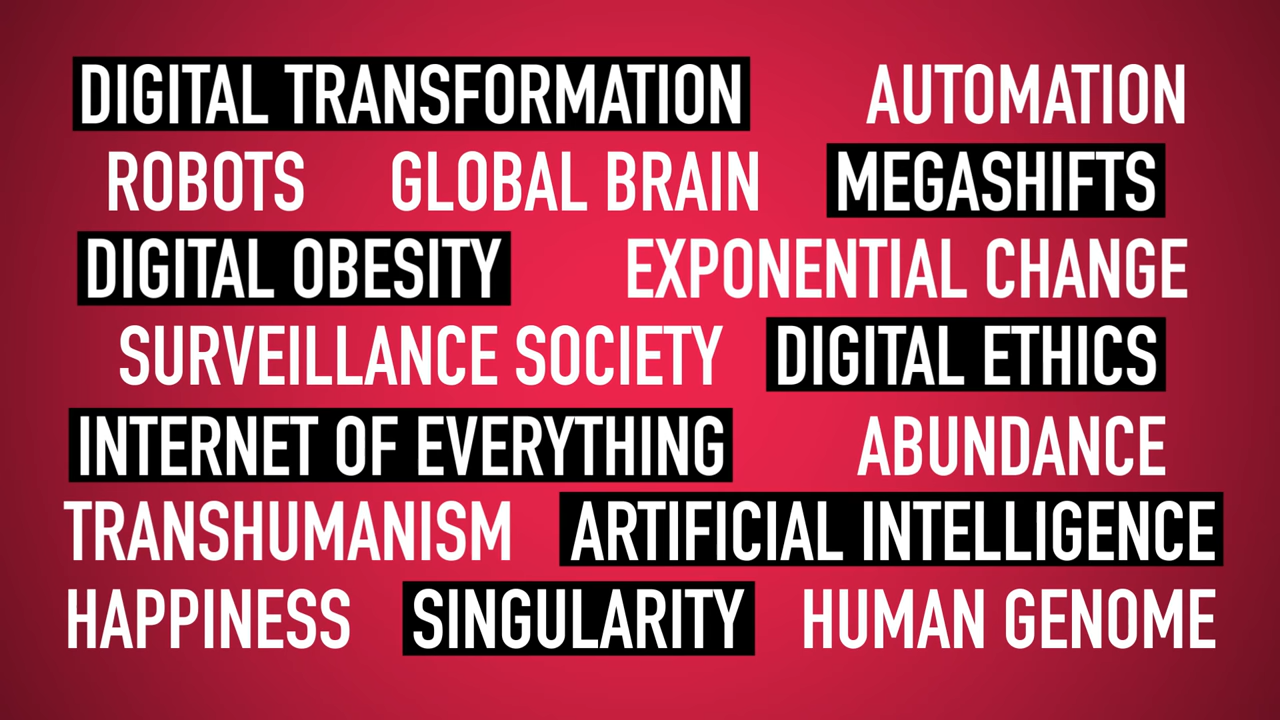 DIGITAL TRANSFORMATION AUTOMATION
ROBOTS GLOBAL BRAIN MEGASHIFTS
DIGITAL OBESITY EXPONENTIAL CHANGE
SURVEILLANCE SOCIETY DIGITAL ETHICS
INTERNET OF EVERYTHING ABUNDANCE
TRANSHUMANISM ARTIFICIAL INTELLIGENCE
HAPPINESS SINGULARITY HUMAN GENOME